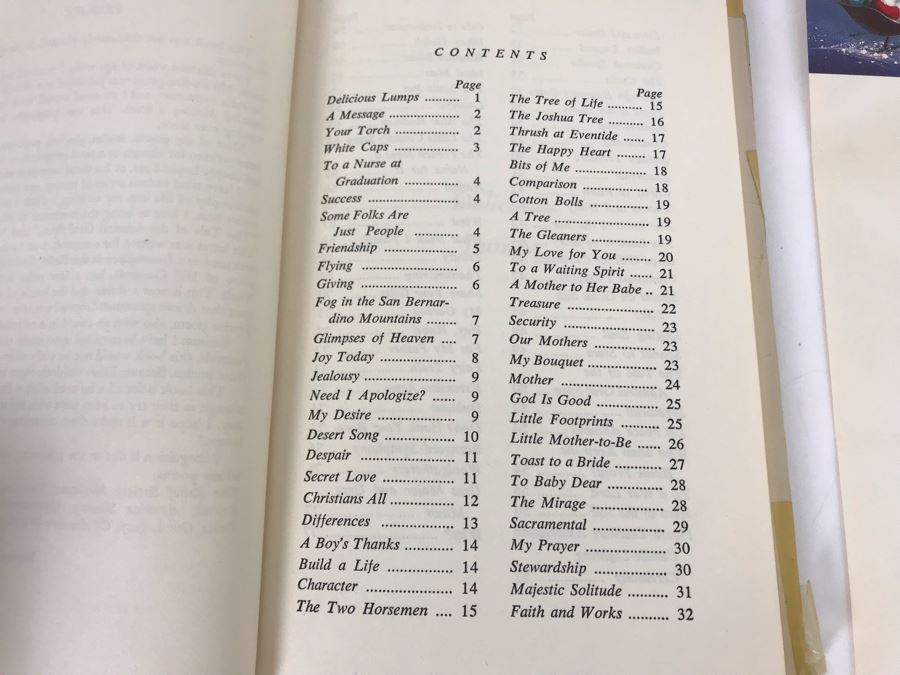 CONTENTS
Page
Delicious Lumps .......... 1
A Message .................... 2
Your Torch .................. 2
White Caps .................. 3
To a Nurse at
Graduation ............... 4
Success ......................... 4
Some Folks Are
Just People ............ 4
Friendship .................... 5
Flying .......................... 6
Giving .......................... 6
Fog in the San Bernar-
dino Mountains ........ 7
Glimpses of Heaven .... 7
Joy Today .................... 8
Jealousy ........................ 9
Need I Apologize? ...... 9
My Desire .................... 9
Desert Song .................. 10
Despair ......................... 11
Secret Love .................. 11
Christians All .............. 12
Differences .................. 13
A Boy's Thanks ............ 14
Build a Life ................. 14
Character .................... 14
The Two Horsemen .... 15
Page
The Tree of Life .......... 15
The Joshua Tree .......... 16
Thrush at Eventide ...... 17
The Happy Heart ........ 17
Bits of Me .................... 18
Comparison .................. 18
Cotton Bolls ................ 19
A Tree .......................... 19
The Gleaners ................ 19
My Love for You ........ 20
To a Waiting Spirit ...... 21
A Mother to Her Babe .. 21
Treasure ...................... 22
Security ........................ 23
Our Mothers ................ 23
My Bouquet .................. 23
Mother .......................... 24
God Is Good ................ 25
Little Footprints .......... 25
Little Mother-to-Be ...... 26
Toast to a Bride ............ 27
To Baby Dear .............. 28
The Mirage .................. 28
Sacramental .................. 29
My Prayer .................... 30
Stewardship .................. 30
Majestic Solitude .......... 31
Faith and Works .......... 32